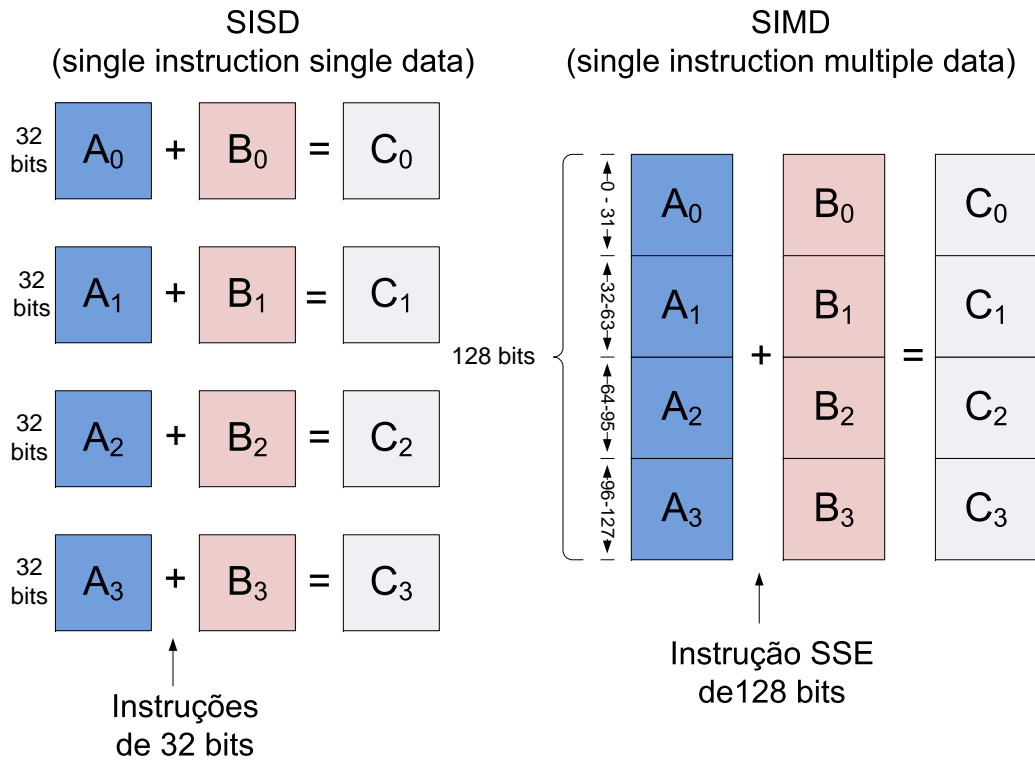 SISD
(single instruction single data)
32
bits
A0 + B0 = C0
32
bits
A1 + B1 = C1
32
bits
A2 + B2 = C2
32
bits
A3 + B3 = C3
Instruções
de 32 bits
SIMD
(single instruction multiple data)
128 bits
0 - 31
32-63
64-95
96-127
A0 B0 C0
A1 B1 C1
+ =
A2 B2 C2
A3 B3 C3
Instrução SSE
de128 bits